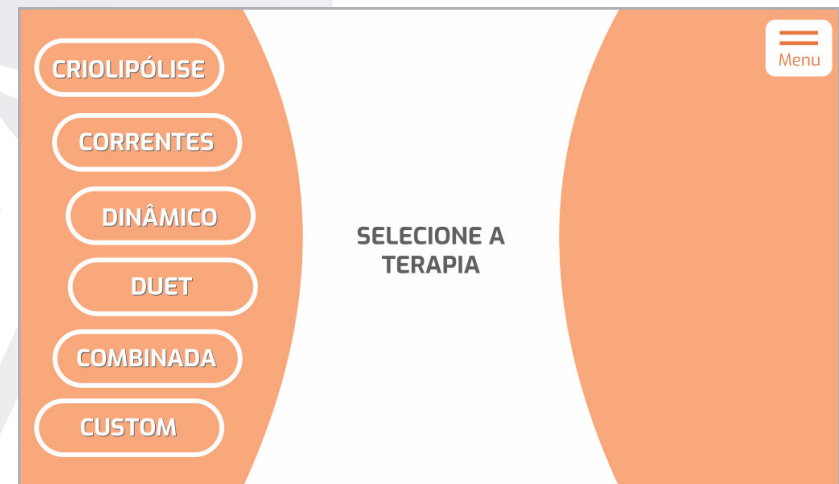 CRIOLIPÓLISE
CORRENTES
DINÂMICO
DUET
COMBINADA
CUSTOM
SELECIONE A
TERAPIA
Menu